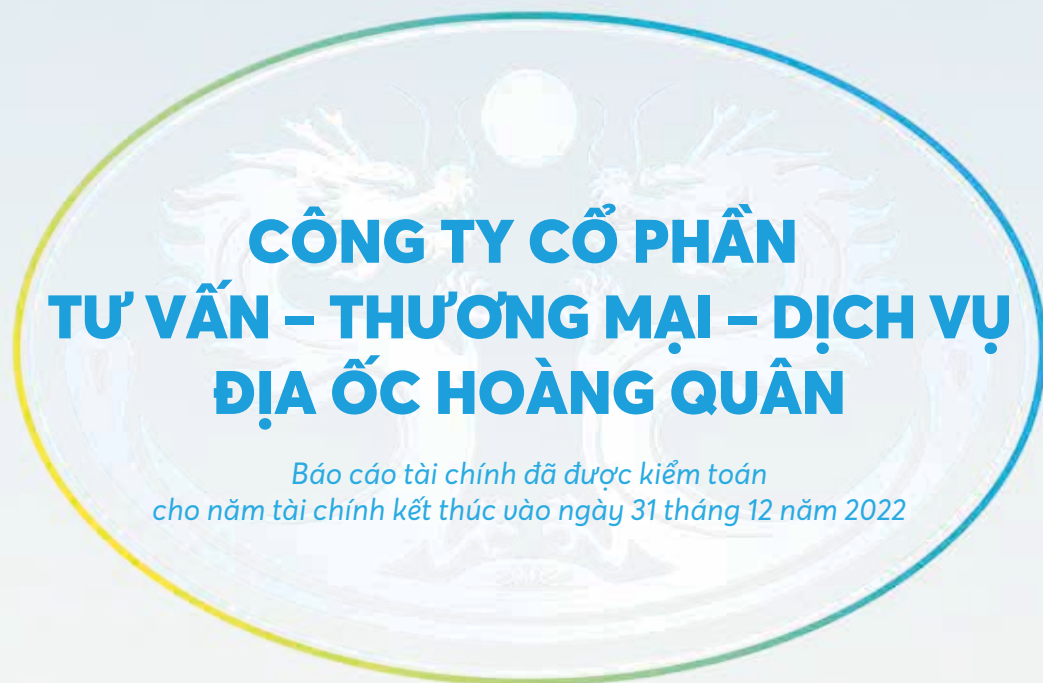 CÔNG TY CỔ PHẦN
TƯ VẤN – THƯƠNG MẠI – DỊCH VỤ
ĐỊA ỐC HOÀNG QUÂN
Báo cáo tài chính đã được kiểm toán
cho năm tài chính kết thúc vào ngày 31 tháng 12 năm 2022